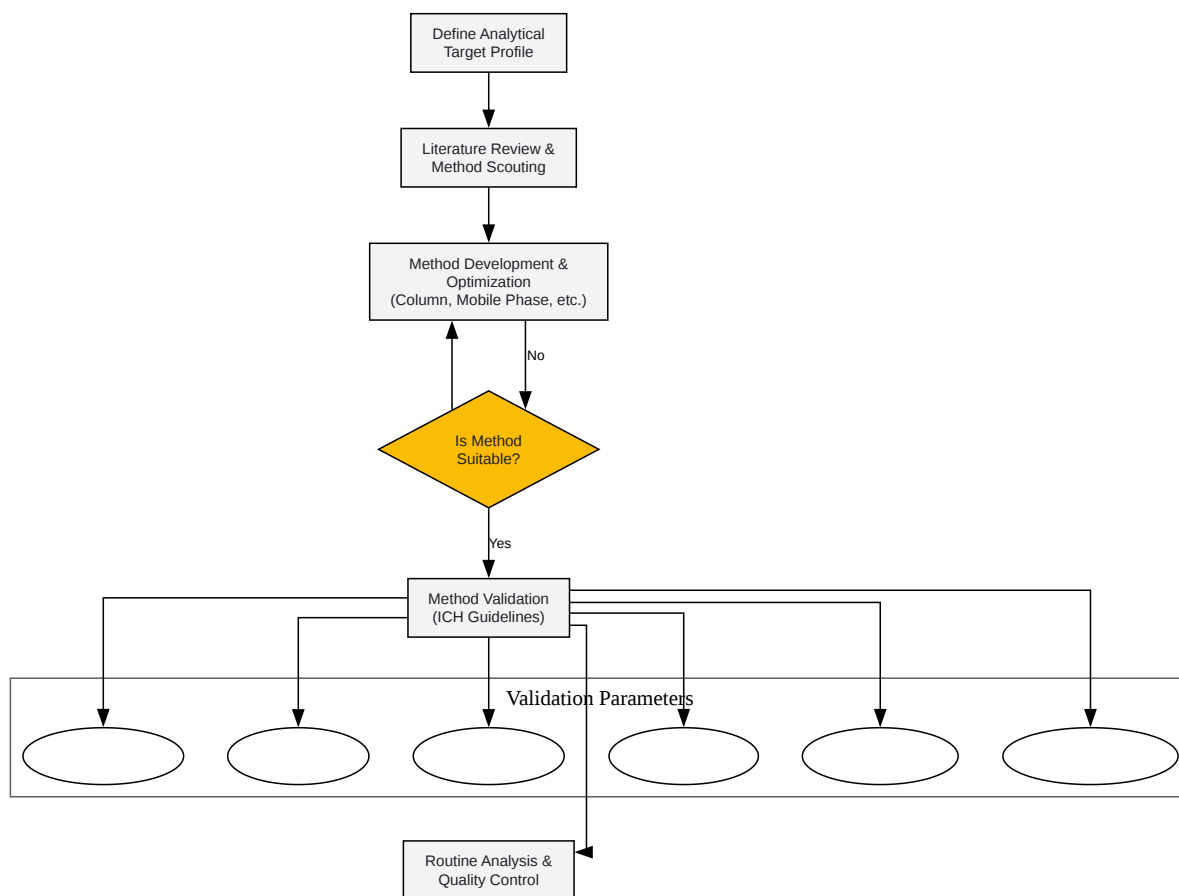 Define Analytical
Target Profile
Literature Review &
Method Scouting
Method Development &
Optimization
(Column, Mobile Phase, etc.)
No
Is Method
Suitable?
Yes
Method Validation
(ICH Guidelines)
Validation Parameters
Routine Analysis &
Quality Control